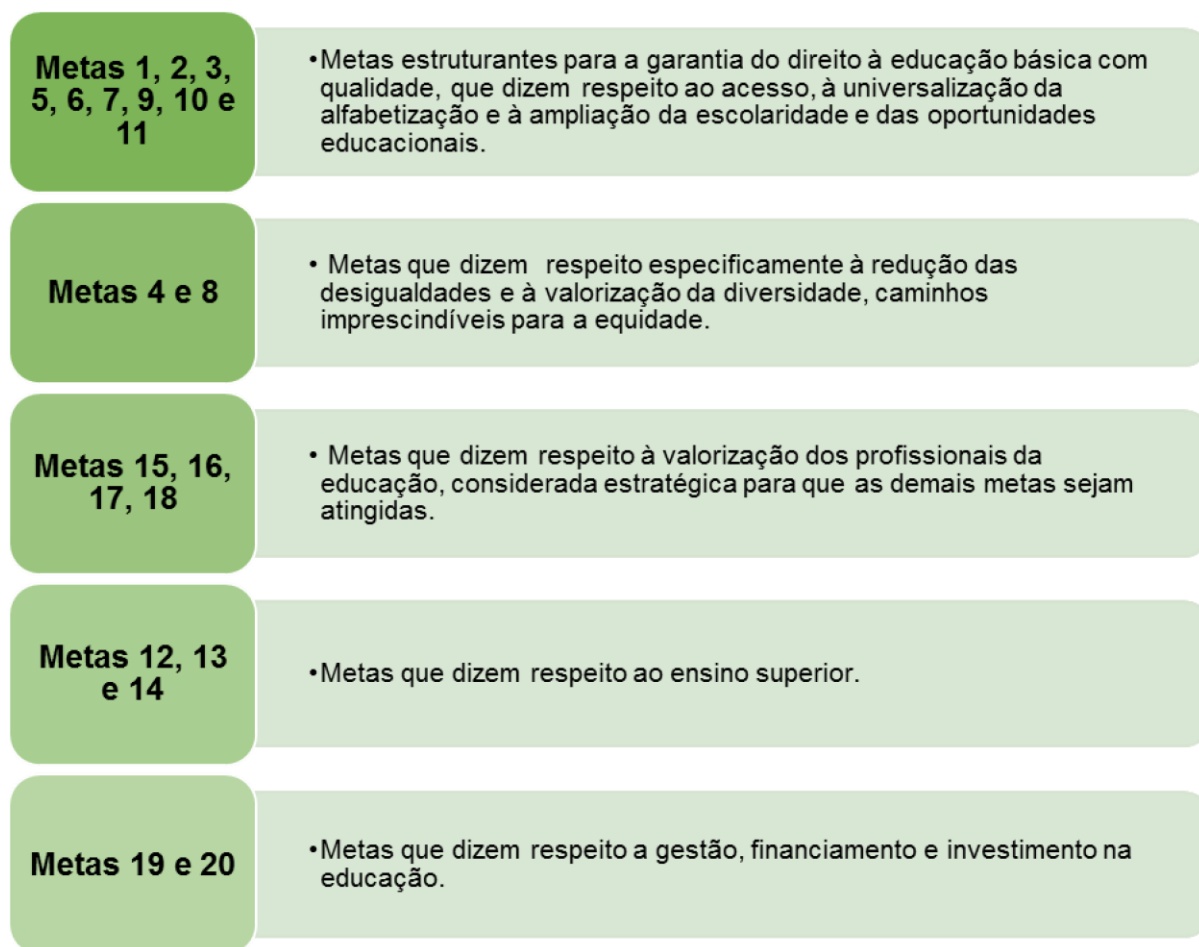 Metas 1, 2, 3,
5, 6, 7, 9, 10 e
11
•Metas estruturantes para a garantia do direito à educação básica com
qualidade, que dizem respeito ao acesso, à universalização da
alfabetização e à ampliação da escolaridade e das oportunidades
educacionais.
Metas 4 e 8
• Metas que dizem respeito especificamente à redução das
desigualdades e à valorização da diversidade, caminhos
imprescindíveis para a equidade.
Metas 15, 16,
17, 18
• Metas que dizem respeito à valorização dos profissionais da
educação, considerada estratégica para que as demais metas sejam
atingidas.
Metas 12, 13
e 14
•Metas que dizem respeito ao ensino superior.
Metas 19 e 20
•Metas que dizem respeito a gestão, financiamento e investimento na
educação.